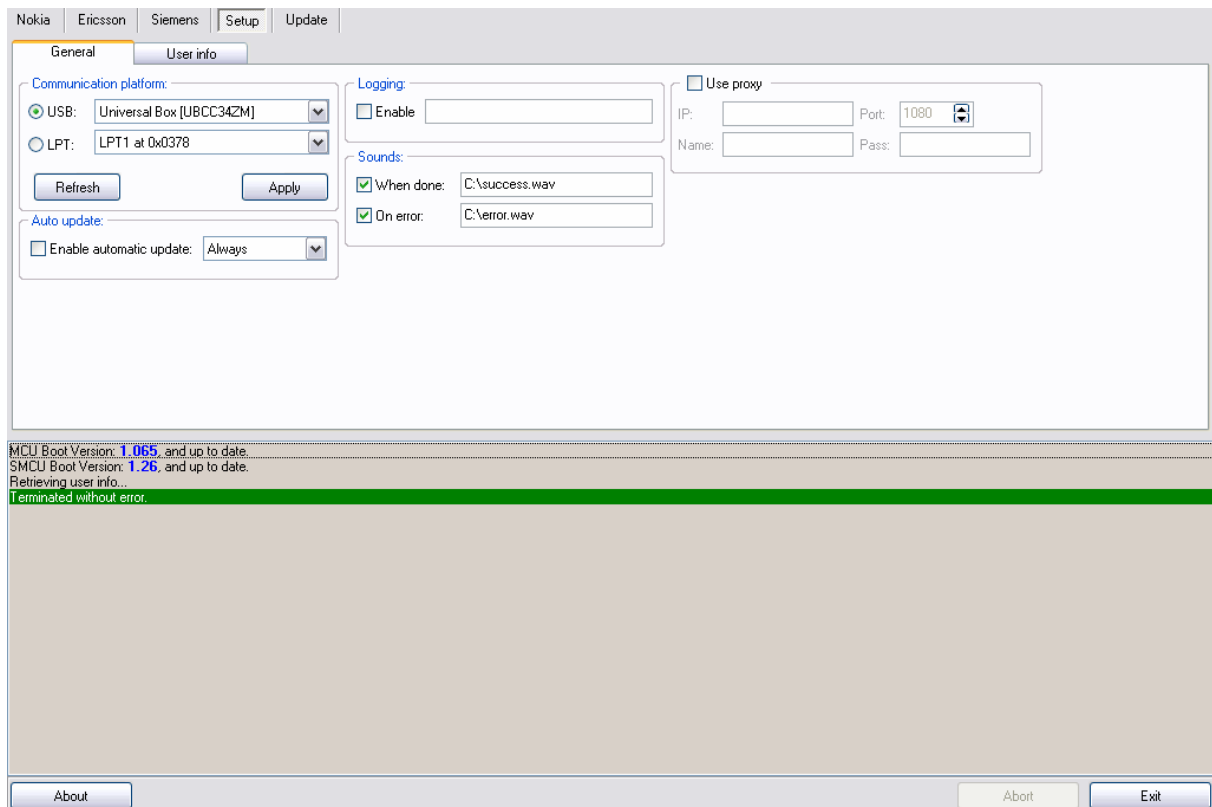 Nokia Ericsson Siemens Setup Update
General User info
Communication platform:
USB: Universal Box [UBCC34ZM]
LPT: LPT1 at 0x0378
Refresh Apply
Auto update:
Enable automatic update: Always
Logging:
Enable
Sounds:
When done: C:\success.wav
On error: C:\error.wav
Use proxy
IP: Port: 1080
Name: Pass:
MCU Boot Version: 1.065, and up to date.
SMCU Boot Version: 1.26, and up to date.
Retrieving user info...
Terminated without error.
About Abort Exit